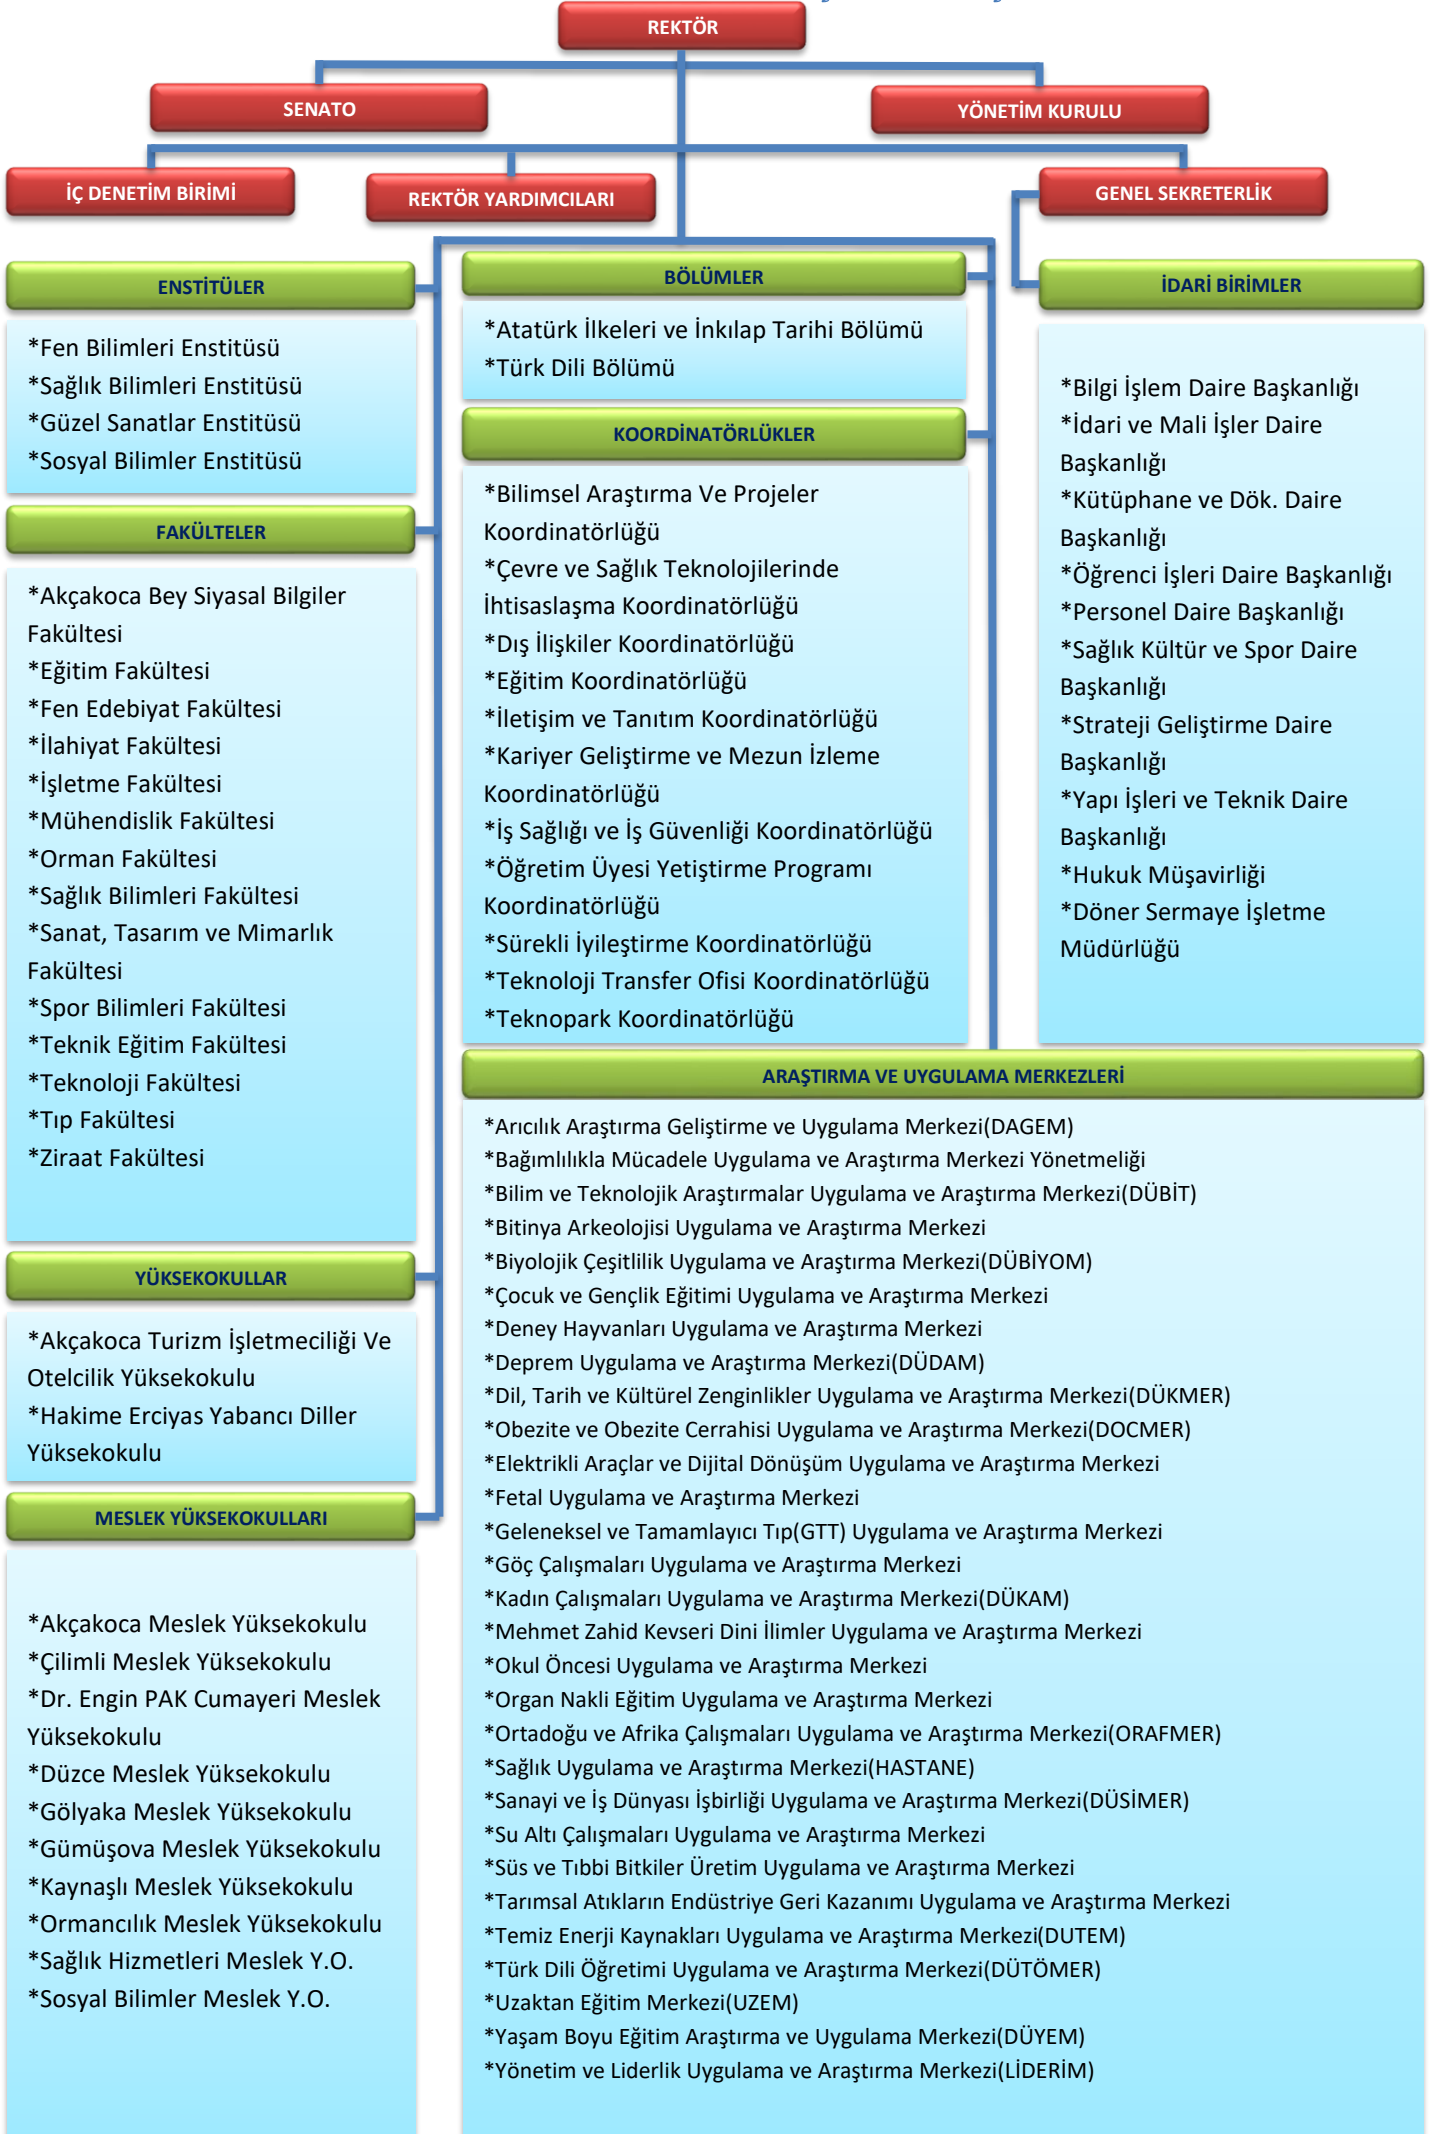 REKTÖR
SENATO
YÖNETİM KURULU
İÇ DENETİM BİRİMİ
REKTÖR YARDIMCILARI
GENEL SEKRETERLİK
ENSTİTÜLER
*Fen Bilimleri Enstitüsü
*Sağlık Bilimleri Enstitüsü
*Güzel Sanatlar Enstitüsü
*Sosyal Bilimler Enstitüsü
FAKÜLTELER
*Akçakoca Bey Siyasal Bilgiler
Fakültesi
*Eğitim Fakültesi
*Fen Edebiyat Fakültesi
*İlahiyat Fakültesi
*İşletme Fakültesi
*Mühendislik Fakültesi
*Orman Fakültesi
*Sağlık Bilimleri Fakültesi
*Sanat, Tasarım ve Mimarlık
Fakültesi
*Spor Bilimleri Fakültesi
*Teknik Eğitim Fakültesi
*Teknoloji Fakültesi
*Tıp Fakültesi
*Ziraat Fakültesi
YÜKSEKOKULLAR
*Akçakoca Turizm İşletmeciliği Ve
Otelcilik Yüksekokulu
*Hakime Erciyas Yabancı Diller
Yüksekokulu
MESLEK YÜKSEKOKULLARI
*Akçakoca Meslek Yüksekokulu
*Çilimli Meslek Yüksekokulu
*Dr. Engin PAK Cumayeri Meslek
Yüksekokulu
*Düzce Meslek Yüksekokulu
*Gölyaka Meslek Yüksekokulu
*Gümüşova Meslek Yüksekokulu
*Kaynaşlı Meslek Yüksekokulu
*Ormancılık Meslek Yüksekokulu
*Sağlık Hizmetleri Meslek Y.O.
*Sosyal Bilimler Meslek Y.O.
BÖLÜMLER
*Atatürk İlkeleri ve İnkılap Tarihi Bölümü
*Türk Dili Bölümü
KOORDİNATÖRLÜKLER
*Bilimsel Araştırma Ve Projeler
Koordinatörlüğü
*Çevre ve Sağlık Teknolojilerinde
İhtisaslaşma Koordinatörlüğü
*Dış İlişkiler Koordinatörlüğü
*Eğitim Koordinatörlüğü
*İletişim ve Tanıtım Koordinatörlüğü
*Kariyer Geliştirme ve Mezun İzleme
Koordinatörlüğü
*İş Sağlığı ve İş Güvenliği Koordinatörlüğü
*Öğretim Üyesi Yetiştirme Programı
Koordinatörlüğü
*Sürekli İyileştirme Koordinatörlüğü
*Teknoloji Transfer Ofisi Koordinatörlüğü
*Teknopark Koordinatörlüğü
İDARİ BİRİMLER
*Bilgi İşlem Daire Başkanlığı
*İdari ve Mali İşler Daire
Başkanlığı
*Kütüphane ve Dök. Daire
Başkanlığı
*Öğrenci İşleri Daire Başkanlığı
*Personel Daire Başkanlığı
*Sağlık Kültür ve Spor Daire
Başkanlığı
*Strateji Geliştirme Daire
Başkanlığı
*Yapı İşleri ve Teknik Daire
Başkanlığı
*Hukuk Müşavirliği
*Döner Sermaye İşletme
Müdürlüğü
ARAŞTIRMA VE UYGULAMA MERKEZLERİ
*Arıcılık Araştırma Geliştirme ve Uygulama Merkezi(DAGEM)
*Bağımlılıkla Mücadele Uygulama ve Araştırma Merkezi Yönetmeliği
*Bilim ve Teknolojik Araştırmalar Uygulama ve Araştırma Merkezi(DÜBİT)
*Bitinya Arkeolojisi Uygulama ve Araştırma Merkezi
*Biyolojik Çeşitlilik Uygulama ve Araştırma Merkezi(DÜBİYOM)
*Çocuk ve Gençlik Eğitimi Uygulama ve Araştırma Merkezi
*Deney Hayvanları Uygulama ve Araştırma Merkezi
*Deprem Uygulama ve Araştırma Merkezi(DÜDAM)
*Dil, Tarih ve Kültürel Zenginlikler Uygulama ve Araştırma Merkezi(DÜKMER)
*Obezite ve Obezite Cerrahisi Uygulama ve Araştırma Merkezi(DOCMER)
*Elektrikli Araçlar ve Dijital Dönüşüm Uygulama ve Araştırma Merkezi
*Fetal Uygulama ve Araştırma Merkezi
*Geleneksel ve Tamamlayıcı Tıp(GTT) Uygulama ve Araştırma Merkezi
*Göç Çalışmaları Uygulama ve Araştırma Merkezi
*Kadın Çalışmaları Uygulama ve Araştırma Merkezi(DÜKAM)
*Mehmet Zahid Kevseri Dini İlimler Uygulama ve Araştırma Merkezi
*Okul Öncesi Uygulama ve Araştırma Merkezi
*Organ Nakli Eğitim Uygulama ve Araştırma Merkezi
*Ortadoğu ve Afrika Çalışmaları Uygulama ve Araştırma Merkezi(ORAFMER)
*Sağlık Uygulama ve Araştırma Merkezi(HASTANE)
*Sanayi ve İş Dünyası İşbirliği Uygulama ve Araştırma Merkezi(DÜSİMER)
*Su Altı Çalışmaları Uygulama ve Araştırma Merkezi
*Süs ve Tıbbi Bitkiler Üretim Uygulama ve Araştırma Merkezi
*Tarımsal Atıkların Endüstriye Geri Kazanımı Uygulama ve Araştırma Merkezi
*Temiz Enerji Kaynakları Uygulama ve Araştırma Merkezi(DUTEM)
*Türk Dili Öğretimi Uygulama ve Araştırma Merkezi(DÜTÖMER)
*Uzaktan Eğitim Merkezi(UZEM)
*Yaşam Boyu Eğitim Araştırma ve Uygulama Merkezi(DÜYEM)
*Yönetim ve Liderlik Uygulama ve Araştırma Merkezi(LİDERİM)